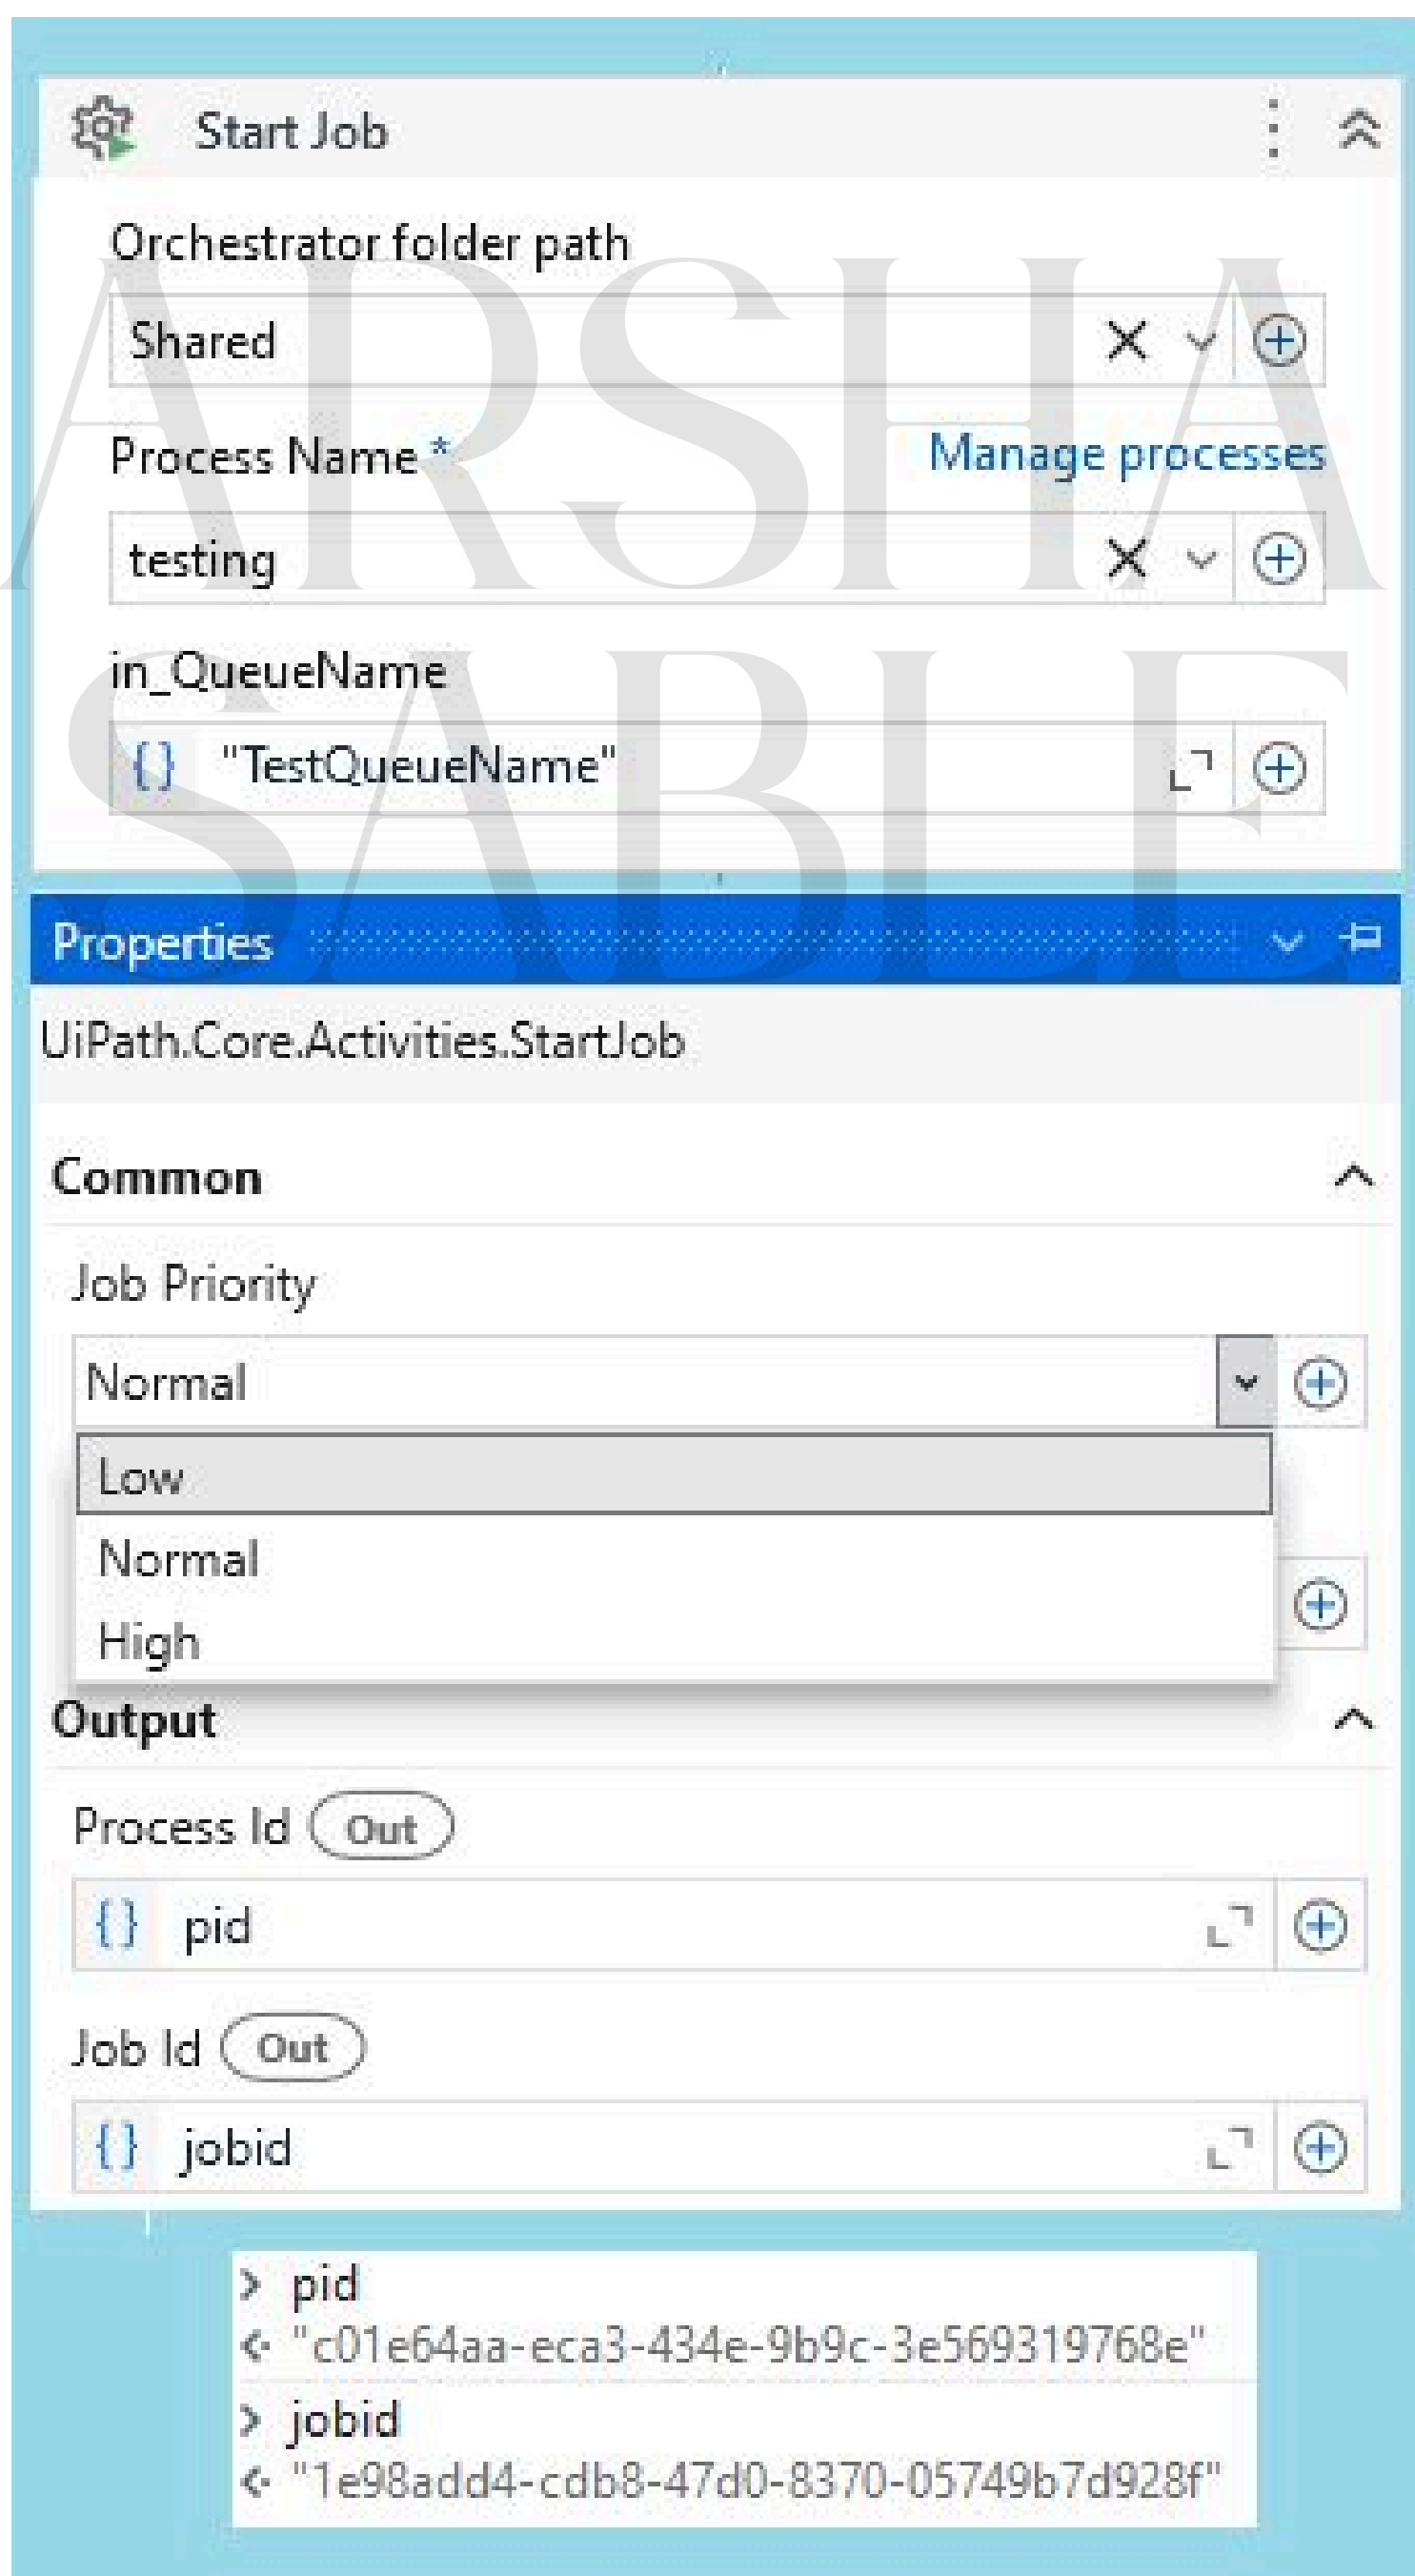 Start Job
Orchestrator folder path
Shared
Process Name * Manage processes
testing
in_QueueName
{} "TestQueueName"
ARSHA
SABLE
Properties
UiPath.Core.Activities.StartJob
Common
Job Priority
Normal
Low
Normal
High
Output
Process Id Out
{} pid
Job Id Out
{} jobid
> pid
"c01e64aa-eca3-434e-9b9c-3e569319768e"
> jobid
"1e98add4-cdb8-47d0-8370-05749b7d928f"